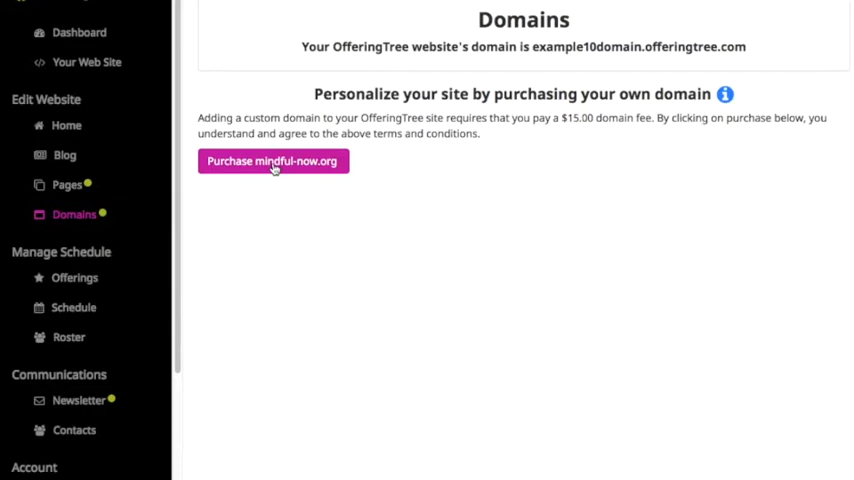 Dashboard
Your Web Site
Edit Website
Home
Blog
Pages
Domains
Manage Schedule
Offerings
Schedule
Roster
Communications
Newsletter
Contacts
Account
Domains
Your OfferingTree website's domain is example10domain.offeringtree.com
Personalize your site by purchasing your own domain
Adding a custom domain to your OfferingTree site requires that you pay a $15.00 domain fee. By clicking on purchase below, you
understand and agree to the above terms and conditions.
Purchase mindful-now.org